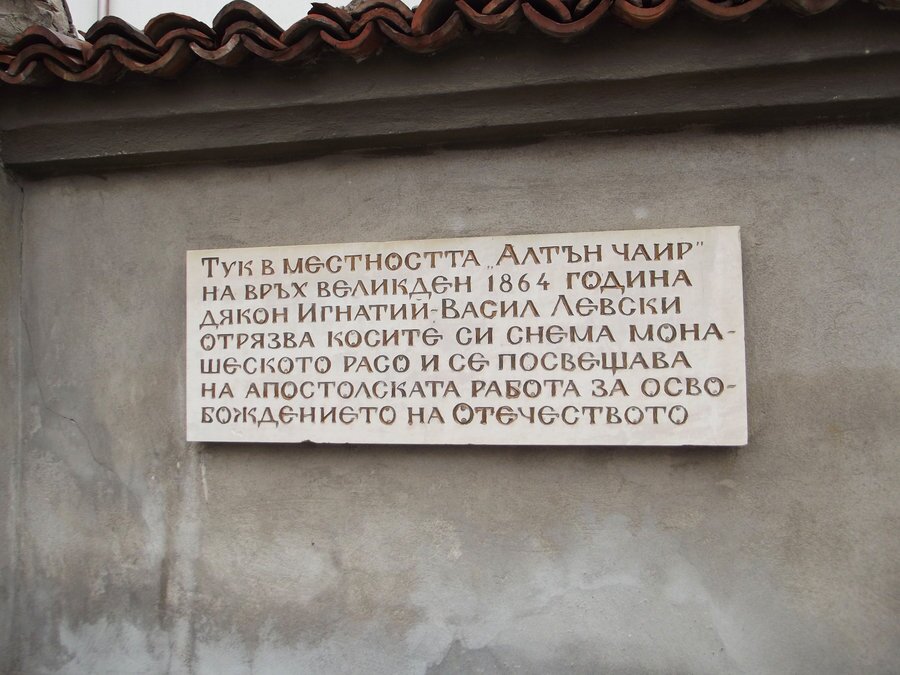 Тук в местността „Алтън чаир"
на връх великден 1864 година
дякон Игнатий-Васил Левски
отрязва косите си снема мона-
шеското расо и се посвещава
на апостолската работа за осво-
бождението на Отечеството